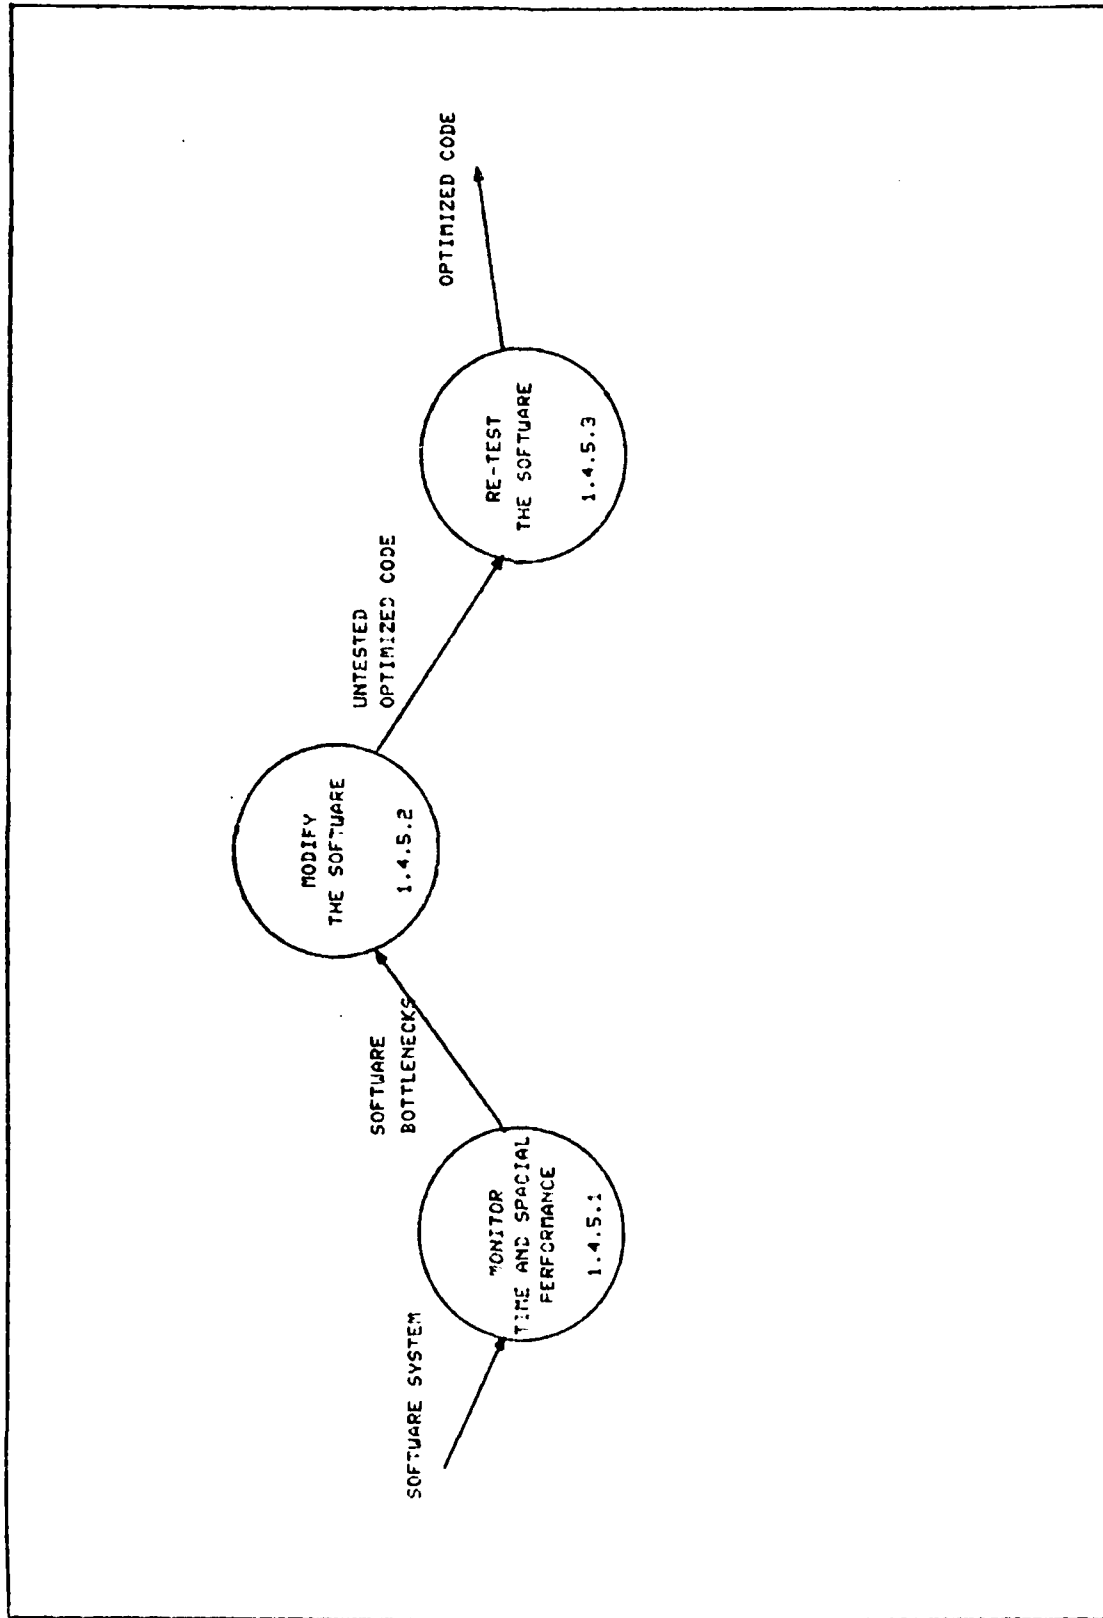 SOFTWARE SYSTEM
MONITOR
TIME AND SPACIAL
PERFORMANCE
1.4.5.1
SOFTWARE
BOTTLENECKS
MODIFY
THE SOFTWARE
1.4.5.2
UNTESTED
OPTIMIZED CODE
RE-TEST
THE SOFTWARE
1.4.5.3
OPTIMIZED CODE